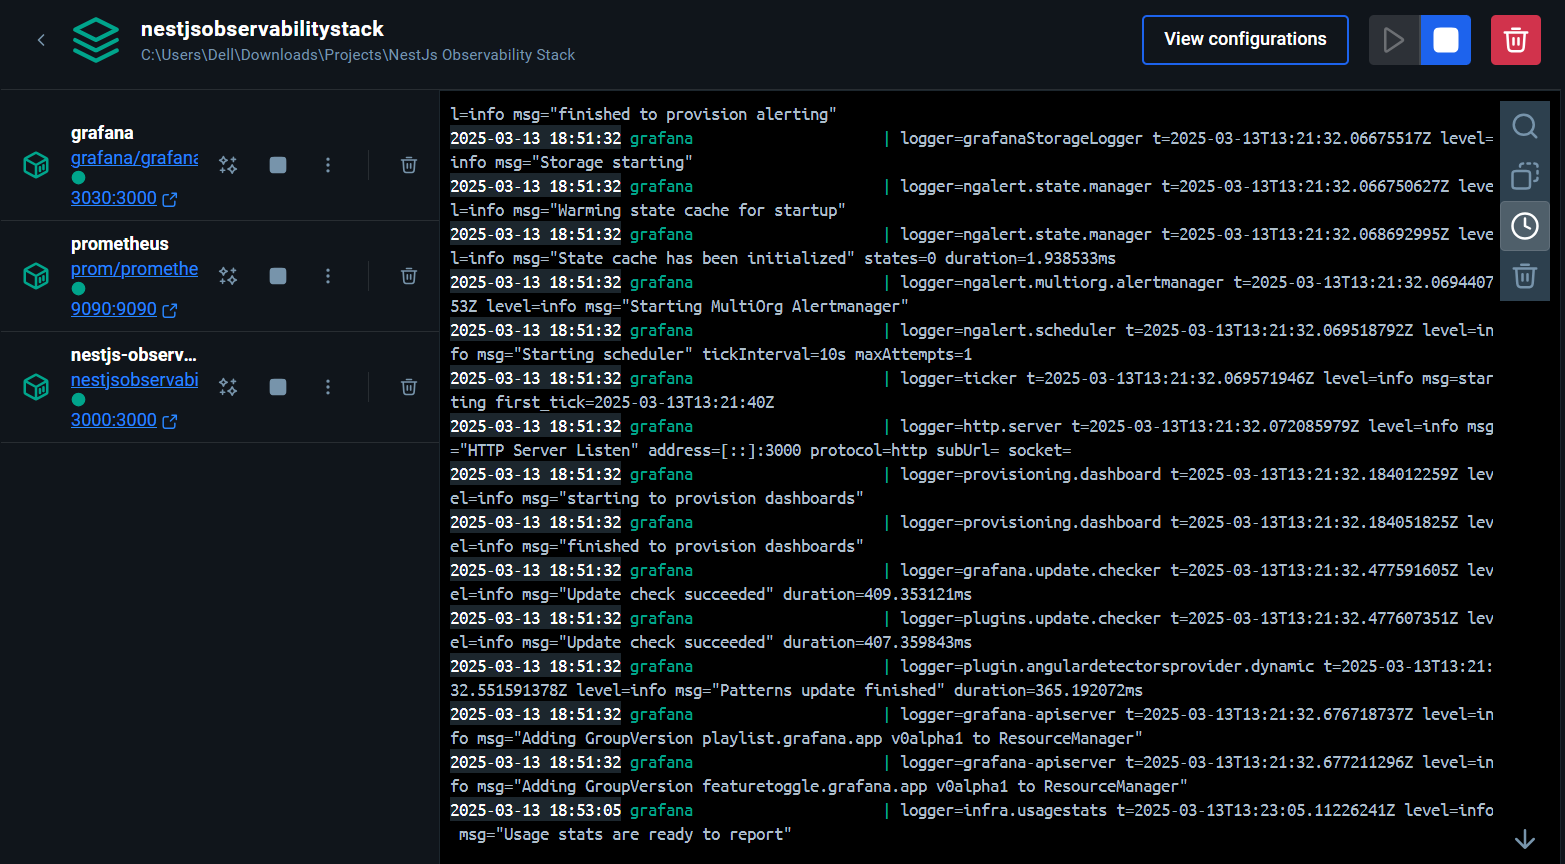 nestjsobservabilitystack
C:\Users\Dell\Downloads\Projects\NestJs Observability Stack
View configurations
grafana
grafana/grafana
3030:3000
prometheus
prom/promethe
9090:9090
nestjs-observ...
nestjsobservabi
3000:3000
l=info msg="finished to provision alerting"
2025-03-13 18:51:32 grafana | logger=grafanaStorageLogger t=2025-03-13T13:21:32.06675517Z level=
info msg="Storage starting"
2025-03-13 18:51:32 grafana | logger=ngalert.state.manager t=2025-03-13T13:21:32.066750627Z leve
l=info msg="Warming state cache for startup"
2025-03-13 18:51:32 grafana | logger=ngalert.state.manager t=2025-03-13T13:21:32.068692995Z leve
l=info msg="State cache has been initialized" states=0 duration=1.938533ms
2025-03-13 18:51:32 grafana | logger=ngalert.multiorg.alertmanager t=2025-03-13T13:21:32.0694407
53Z level=info msg="Starting MultiOrg Alertmanager"
2025-03-13 18:51:32 grafana | logger=ngalert.scheduler t=2025-03-13T13:21:32.069518792Z level=in
fo msg="Starting scheduler" tickInterval=10s maxAttempts=1
2025-03-13 18:51:32 grafana | logger=ticker t=2025-03-13T13:21:32.069571946Z level=info msg=star
ting first_tick=2025-03-13T13:21:40Z
2025-03-13 18:51:32 grafana | logger=http.server t=2025-03-13T13:21:32.072085979Z level=info msg
="HTTP Server Listen" address=[::]:3000 protocol=http subUrl= socket=
2025-03-13 18:51:32 grafana | logger=provisioning.dashboard t=2025-03-13T13:21:32.184012259Z lev
el=info msg="starting to provision dashboards"
2025-03-13 18:51:32 grafana | logger=provisioning.dashboard t=2025-03-13T13:21:32.184051825Z lev
el=info msg="finished to provision dashboards"
2025-03-13 18:51:32 grafana | logger=grafana.update.checker t=2025-03-13T13:21:32.477591605Z lev
el=info msg="Update check succeeded" duration=409.353121ms
2025-03-13 18:51:32 grafana | logger=plugins.update.checker t=2025-03-13T13:21:32.477607351Z lev
el=info msg="Update check succeeded" duration=407.359843ms
2025-03-13 18:51:32 grafana | logger=plugin.angulardetectorsprovider.dynamic t=2025-03-13T13:21:
32.551591378Z level=info msg="Patterns update finished" duration=365.192072ms
2025-03-13 18:51:32 grafana | logger=grafana-apiserver t=2025-03-13T13:21:32.676718737Z level=in
fo msg="Adding GroupVersion playlist.grafana.app v0alpha1 to ResourceManager"
2025-03-13 18:51:32 grafana | logger=grafana-apiserver t=2025-03-13T13:21:32.677211296Z level=in
fo msg="Adding GroupVersion featuretoggle.grafana.app v0alpha1 to ResourceManager"
2025-03-13 18:53:05 grafana | logger=infra.usagestats t=2025-03-13T13:23:05.11226241Z level=info
msg="Usage stats are ready to report"